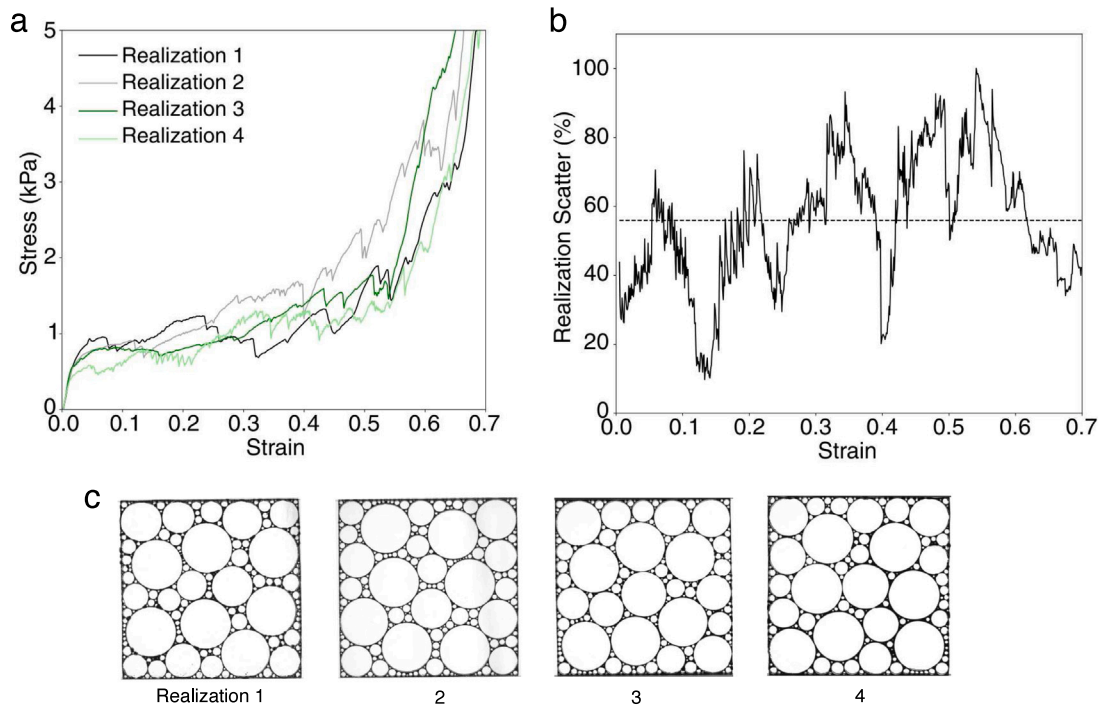 a
5
4
3
2
1
0
Stress (kPa)
Realization 1
Realization 2
Realization 3
Realization 4
0.0 0.1 0.2 0.3 0.4 0.5 0.6 0.7
Strain
b
100
80
60
40
20
0
Realization Scatter (%)
0.0 0.1 0.2 0.3 0.4 0.5 0.6 0.7
Strain
c
Realization 1 2 3 4